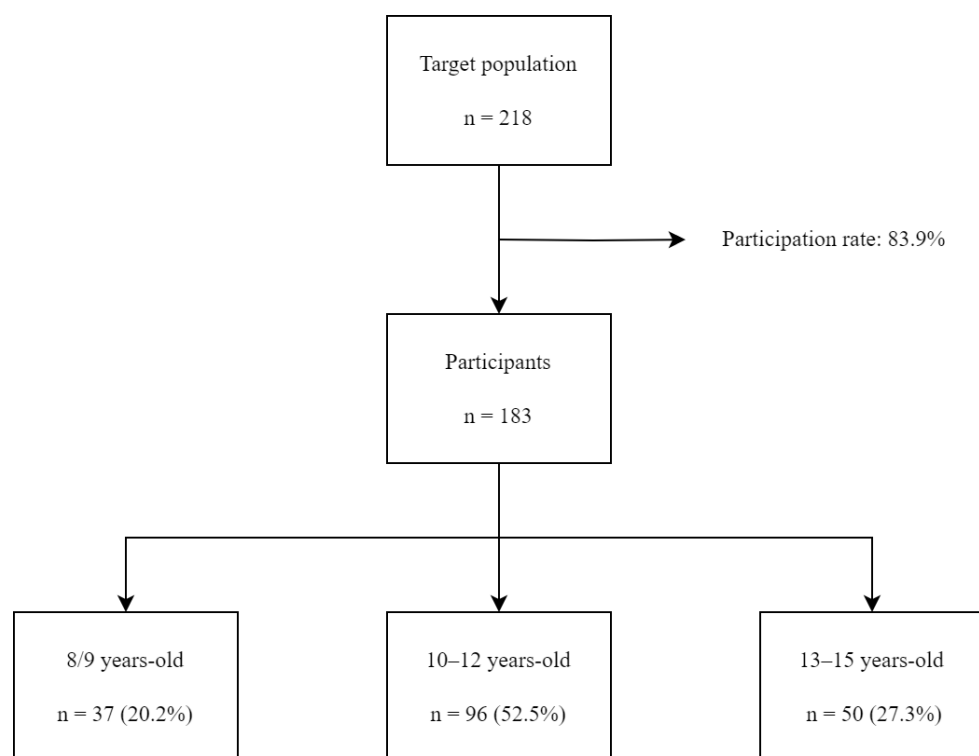 Target population
n = 218
Participation rate: 83.9%
Participants
n = 183
8/9 years-old
n = 37 (20.2%)
10–12 years-old
n = 96 (52.5%)
13–15 years-old
n = 50 (27.3%)